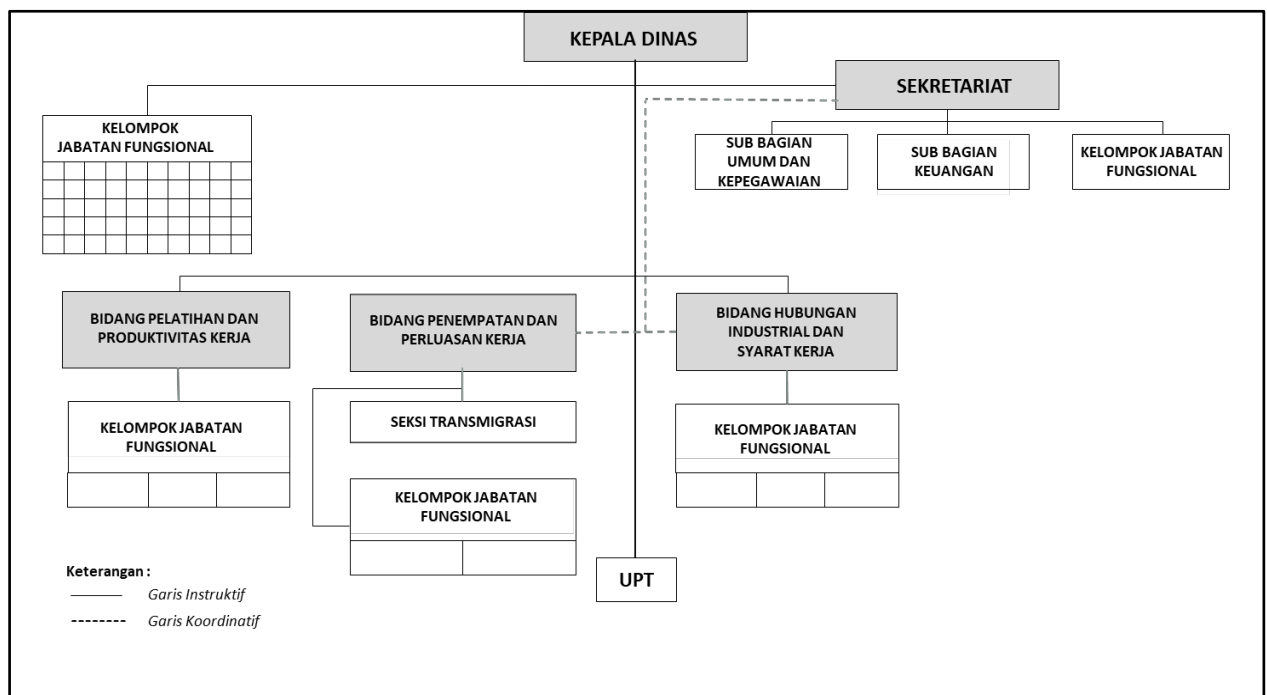 KEPALA DINAS
SEKRETARIAT
KELOMPOK
JABATAN FUNGSIONAL
SUB BAGIAN
UMUM DAN
KEPEGAWAIAN
SUB BAGIAN
KEUANGAN
KELOMPOK JABATAN
FUNGSIONAL
BIDANG PELATIHAN DAN
PRODUKTIVITAS KERJA
BIDANG PENEMPATAN DAN
PERLUASAN KERJA
BIDANG HUBUNGAN
INDUSTRIAL DAN
SYARAT KERJA
KELOMPOK JABATAN
FUNGSIONAL
SEKSI TRANSMIGRASI
KELOMPOK JABATAN
FUNGSIONAL
KELOMPOK JABATAN
FUNGSIONAL
UPT
Keterangan :
Garis Instruktif
Garis Koordinatif